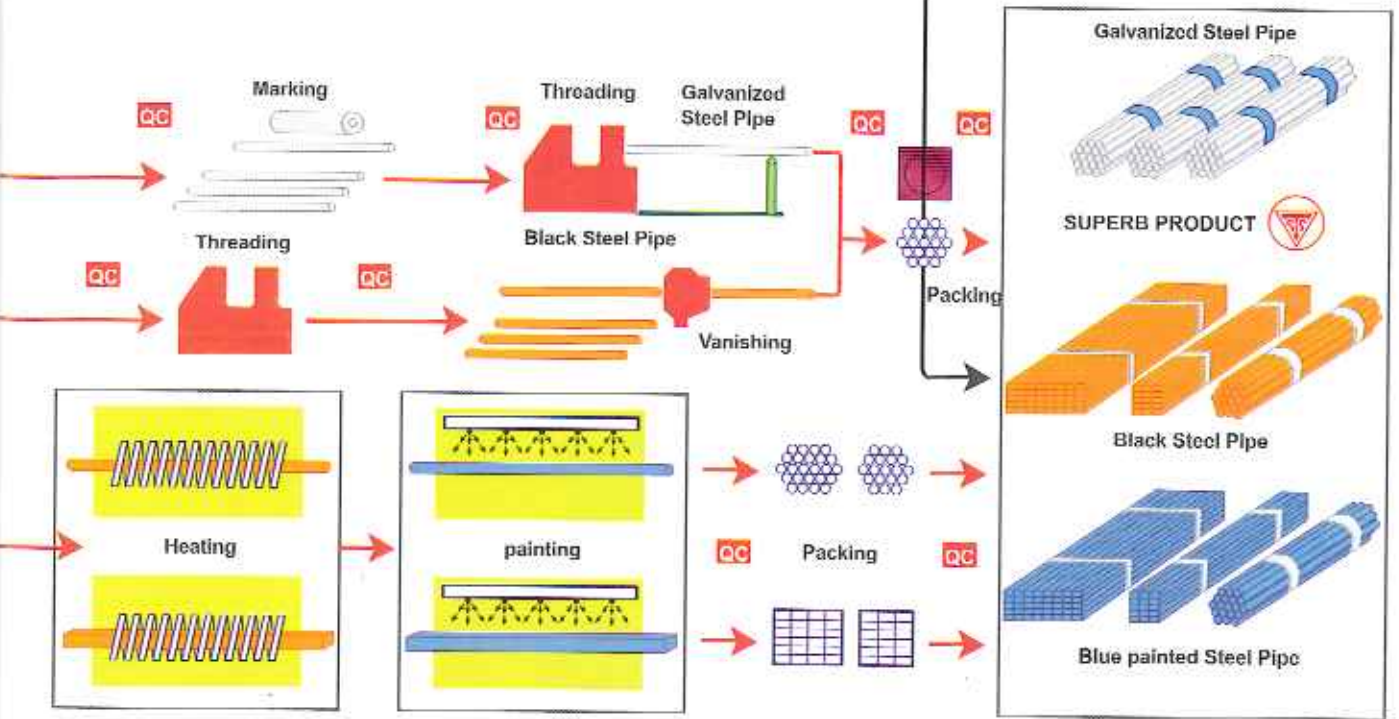 Galvanized Steel Pipe
Marking
Threading
Galvanized
Steel Pipe
QC
QC
QC
QC
SUPERB PRODUCT
Threading
Black Steel Pipe
QC
QC
Packing
Vanishing
Black Steel Pipe
Heating
painting
QC
Packing
QC
Blue painted Steel Pipe